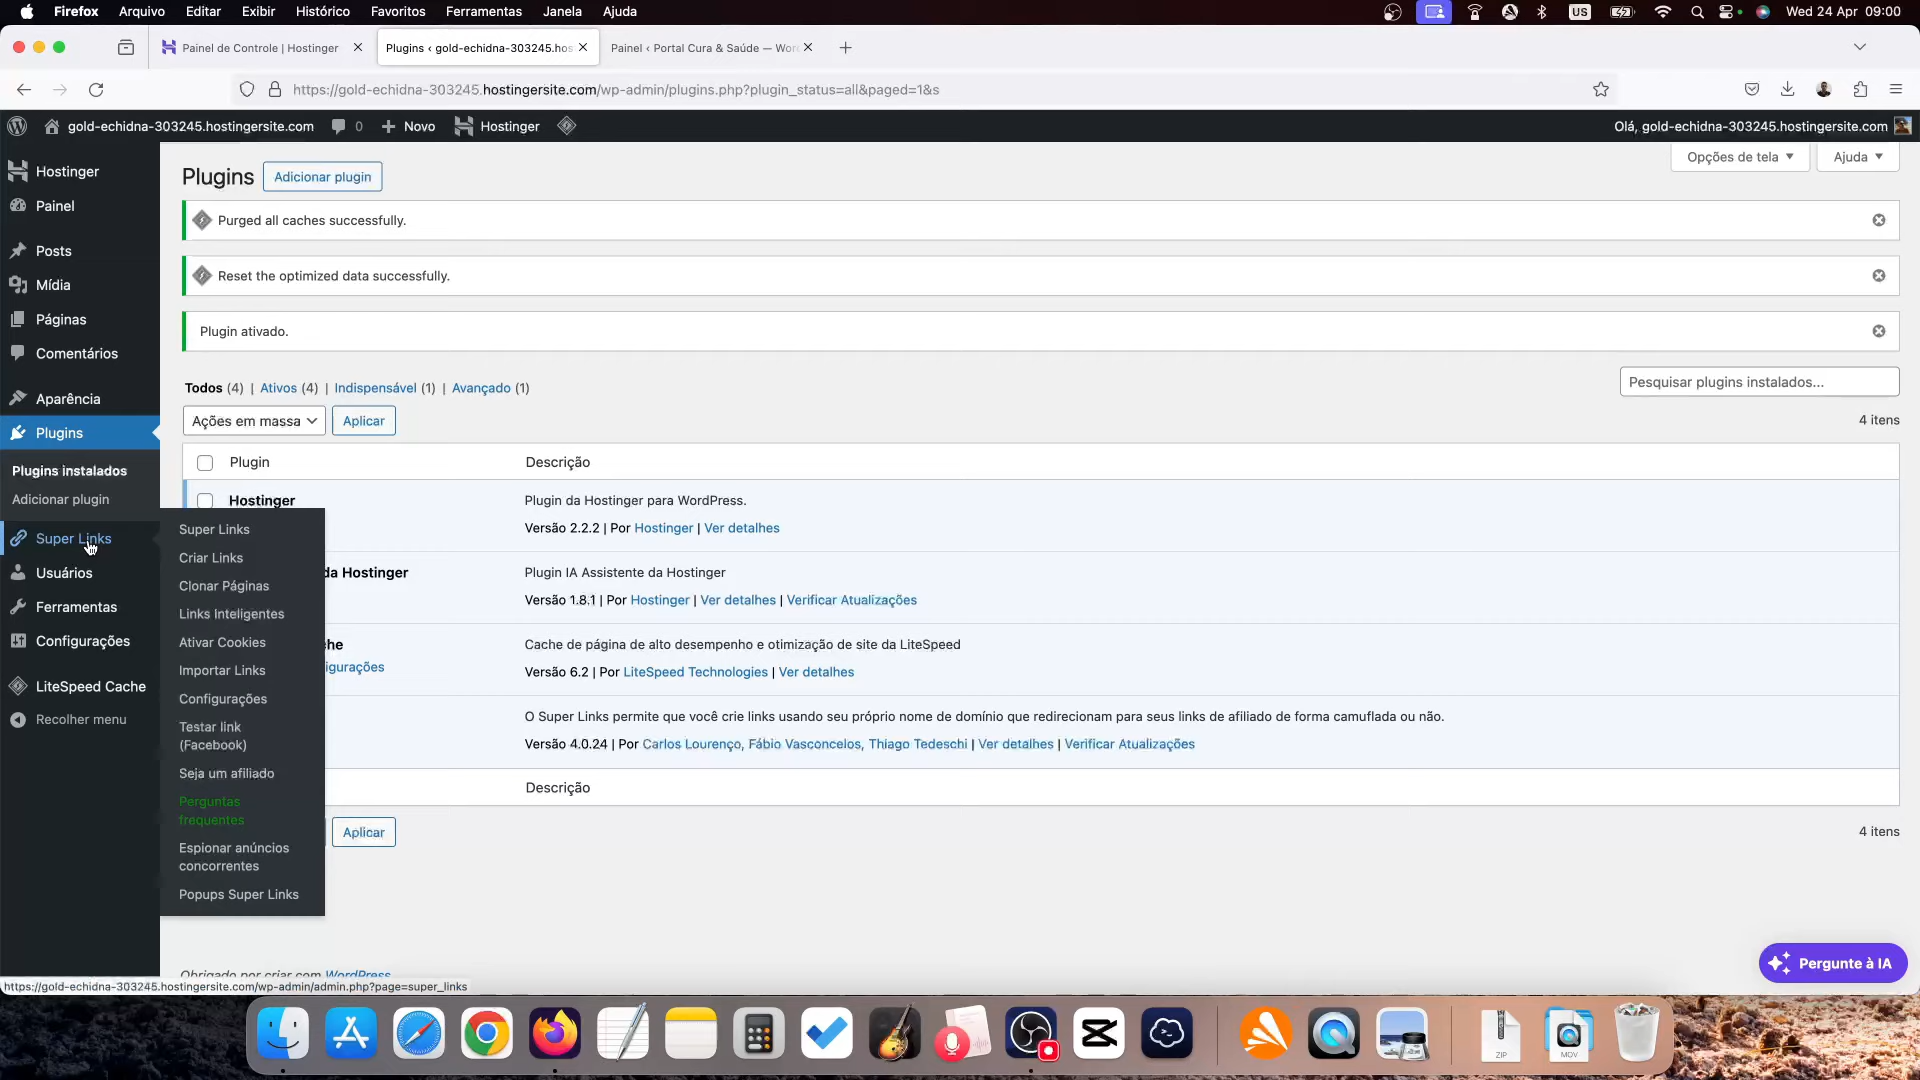 Firefox Arquivo Editar Exibir Histórico Favoritos Ferramentas Janela Ajuda US Wed 24 Apr 09:00
Painel de Controle | Hostinger Plugins ‹ gold-echidna-303245.hos Painel ‹ Portal Cura & Saúde — Wor
https://gold-echidna-303245.hostingersite.com/wp-admin/plugins.php?plugin_status=all&paged=1&s
gold-echidna-303245.hostingersite.com 0 Novo Hostinger Olá, gold-echidna-303245.hostingersite.com
Opções de tela Ajuda
Hostinger
Painel
Posts
Mídia
Páginas
Comentários
Aparência
Plugins
Plugins instalados
Adicionar plugin
Super Links
Usuários
Ferramentas
Configurações
LiteSpeed Cache
Recolher menu
Super Links
Criar Links
Clonar Páginas
Links Inteligentes
Ativar Cookies
Importar Links
Configurações
Testar link
(Facebook)
Seja um afiliado
Perguntas
frequentes
Espionar anúncios
concorrentes
Popups Super Links
Plugins Adicionar plugin
Purged all caches successfully.
Reset the optimized data successfully.
Plugin ativado.
Todos (4) | Ativos (4) | Indispensável (1) | Avançado (1)
Pesquisar plugins instalados...
Ações em massa Aplicar 4 itens
Plugin Descrição
Hostinger Plugin da Hostinger para WordPress.
Versão 2.2.2 | Por Hostinger | Ver detalhes
da Hostinger Plugin IA Assistente da Hostinger
Versão 1.8.1 | Por Hostinger | Ver detalhes | Verificar Atualizações
he Cache de página de alto desempenho e otimização de site da LiteSpeed
igurações Versão 6.2 | Por LiteSpeed Technologies | Ver detalhes
O Super Links permite que você crie links usando seu próprio nome de domínio que redirecionam para seus links de afiliado de forma camuflada ou não.
Versão 4.0.24 | Por Carlos Lourenço, Fábio Vasconcelos, Thiago Tedeschi | Ver detalhes | Verificar Atualizações
Descrição
Aplicar 4 itens
Obrigado por criar com WordPress
Pergunte à IA
https://gold-echidna-303245.hostingersite.com/wp-admin/admin.php?page=super_links
ZIP MOV